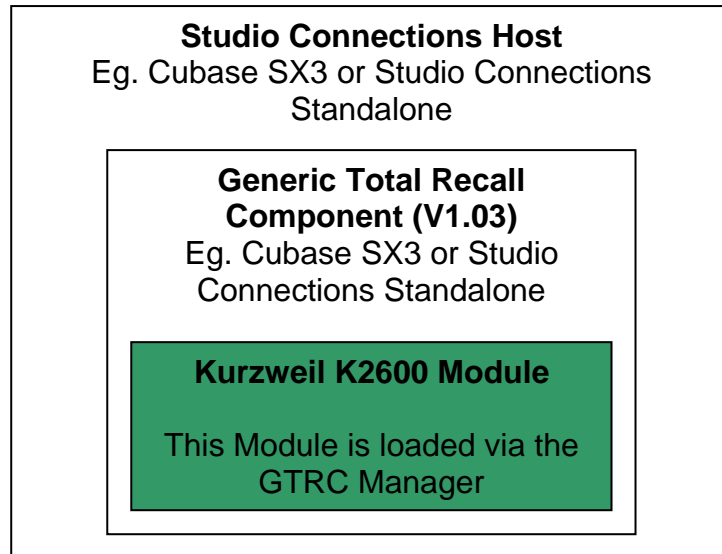 Studio Connections Host
Eg. Cubase SX3 or Studio Connections
Standalone
Generic Total Recall
Component (V1.03)
Eg. Cubase SX3 or Studio
Connections Standalone
Kurzweil K2600 Module
This Module is loaded via the
GTRC Manager